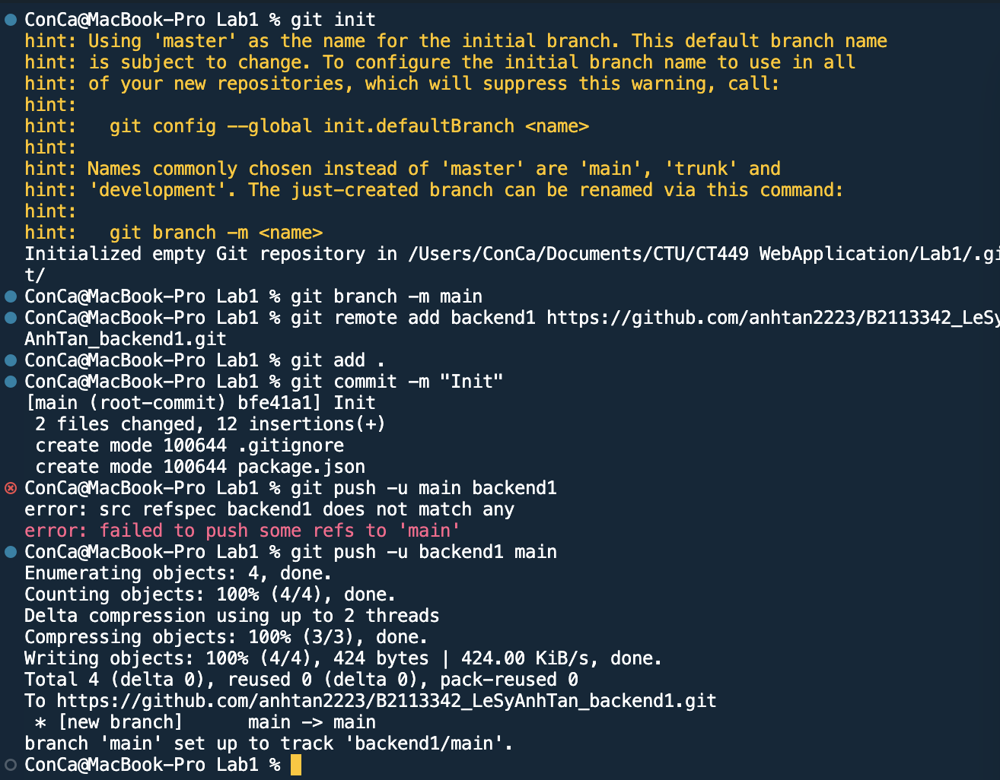 ConCa@MacBook-Pro Lab1 % git init
hint: Using 'master' as the name for the initial branch. This default branch name
hint: is subject to change. To configure the initial branch name to use in all
hint: of your new repositories, which will suppress this warning, call:
hint:
hint:   git config --global init.defaultBranch <name>
hint:
hint: Names commonly chosen instead of 'master' are 'main', 'trunk' and
hint: 'development'. The just-created branch can be renamed via this command:
hint:
hint:   git branch -m <name>
Initialized empty Git repository in /Users/ConCa/Documents/CTU/CT449 WebApplication/Lab1/.gi
t/
ConCa@MacBook-Pro Lab1 % git branch -m main
ConCa@MacBook-Pro Lab1 % git remote add backend1 https://github.com/anhtan2223/B2113342_LeSy
AnhTan_backend1.git
ConCa@MacBook-Pro Lab1 % git add .
ConCa@MacBook-Pro Lab1 % git commit -m "Init"
[main (root-commit) bfe41a1] Init
 2 files changed, 12 insertions(+)
 create mode 100644 .gitignore
 create mode 100644 package.json
ConCa@MacBook-Pro Lab1 % git push -u main backend1
error: src refspec backend1 does not match any
error: failed to push some refs to 'main'
ConCa@MacBook-Pro Lab1 % git push -u backend1 main
Enumerating objects: 4, done.
Counting objects: 100% (4/4), done.
Delta compression using up to 2 threads
Compressing objects: 100% (3/3), done.
Writing objects: 100% (4/4), 424 bytes | 424.00 KiB/s, done.
Total 4 (delta 0), reused 0 (delta 0), pack-reused 0
To https://github.com/anhtan2223/B2113342_LeSyAnhTan_backend1.git
 * [new branch]      main -> main
branch 'main' set up to track 'backend1/main'.
ConCa@MacBook-Pro Lab1 %